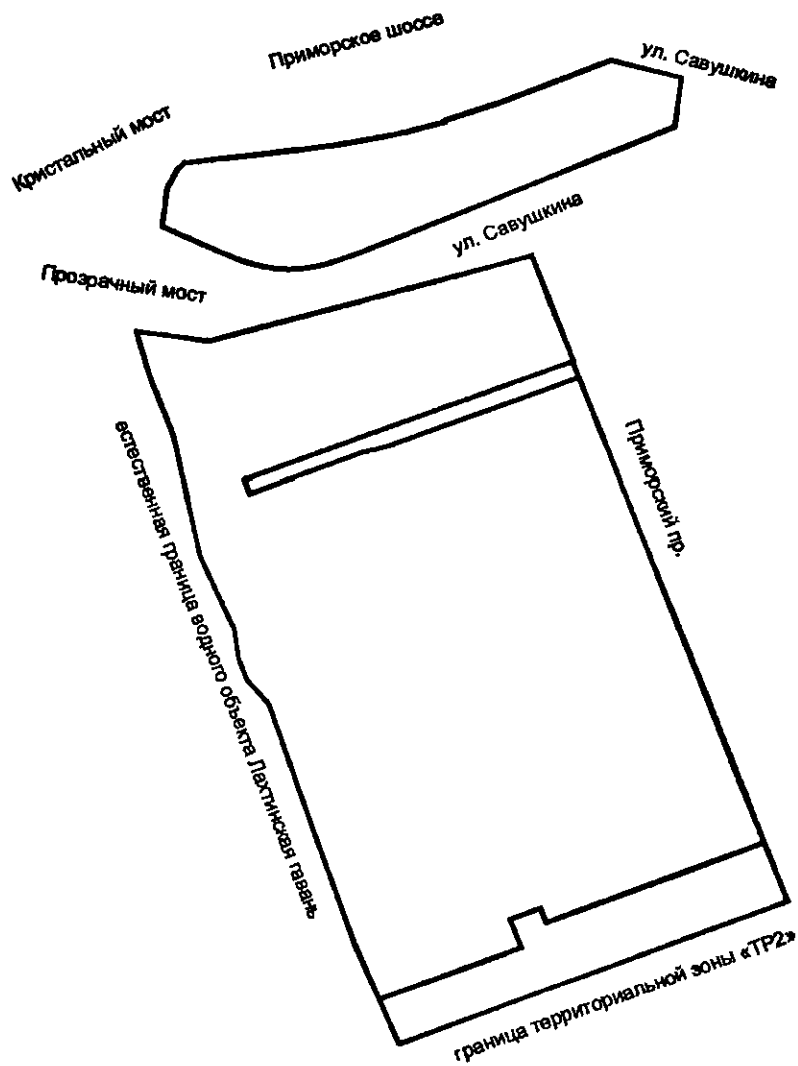 Приморское шоссе
ул. Савушкина
Кристальный мост
ул. Савушкина
Прозрачный мост
естественная граница водного объекта Лахтинская гавань
Приморский пр.
граница территориальной зоны «ТР2»